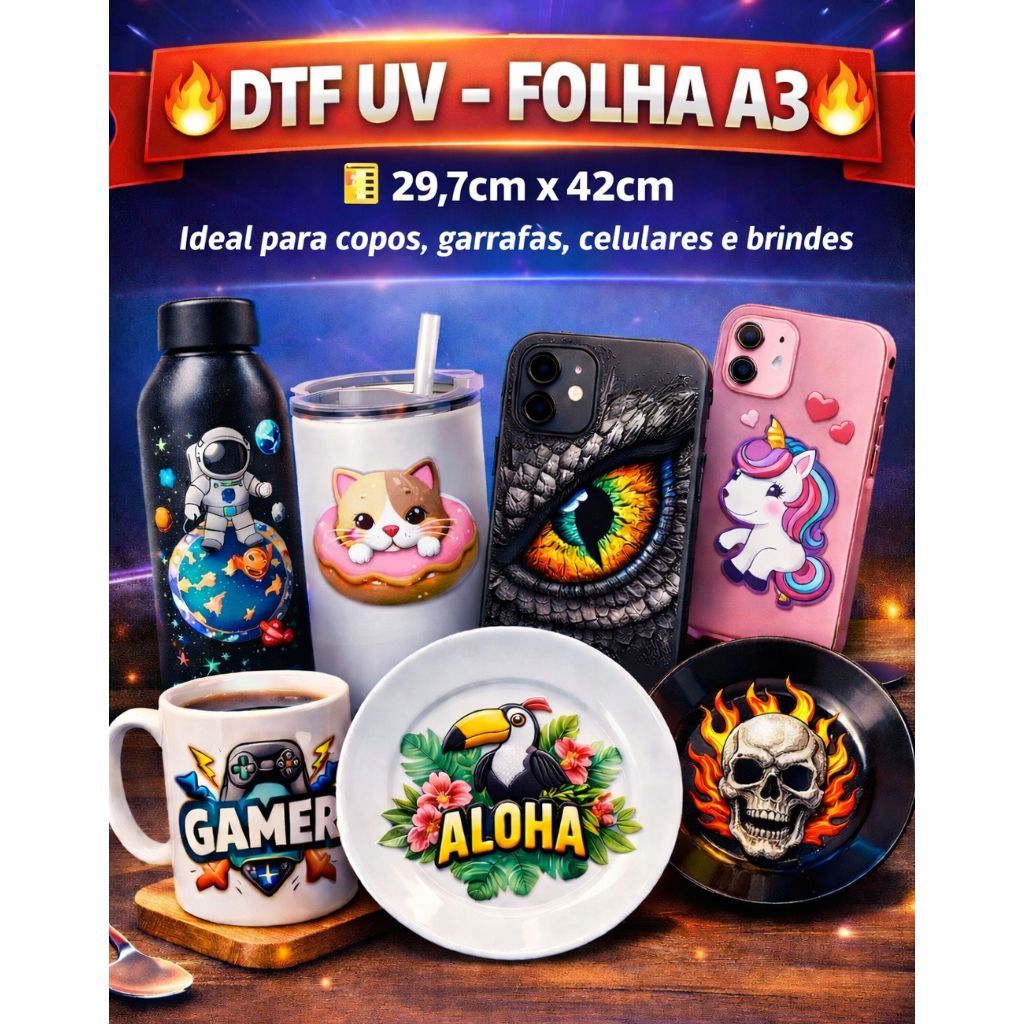 DTF UV - FOLHA A3
29,7cm x 42cm
Ideal para copos, garrafas, celulares e brindes
GAMER
ALOHA